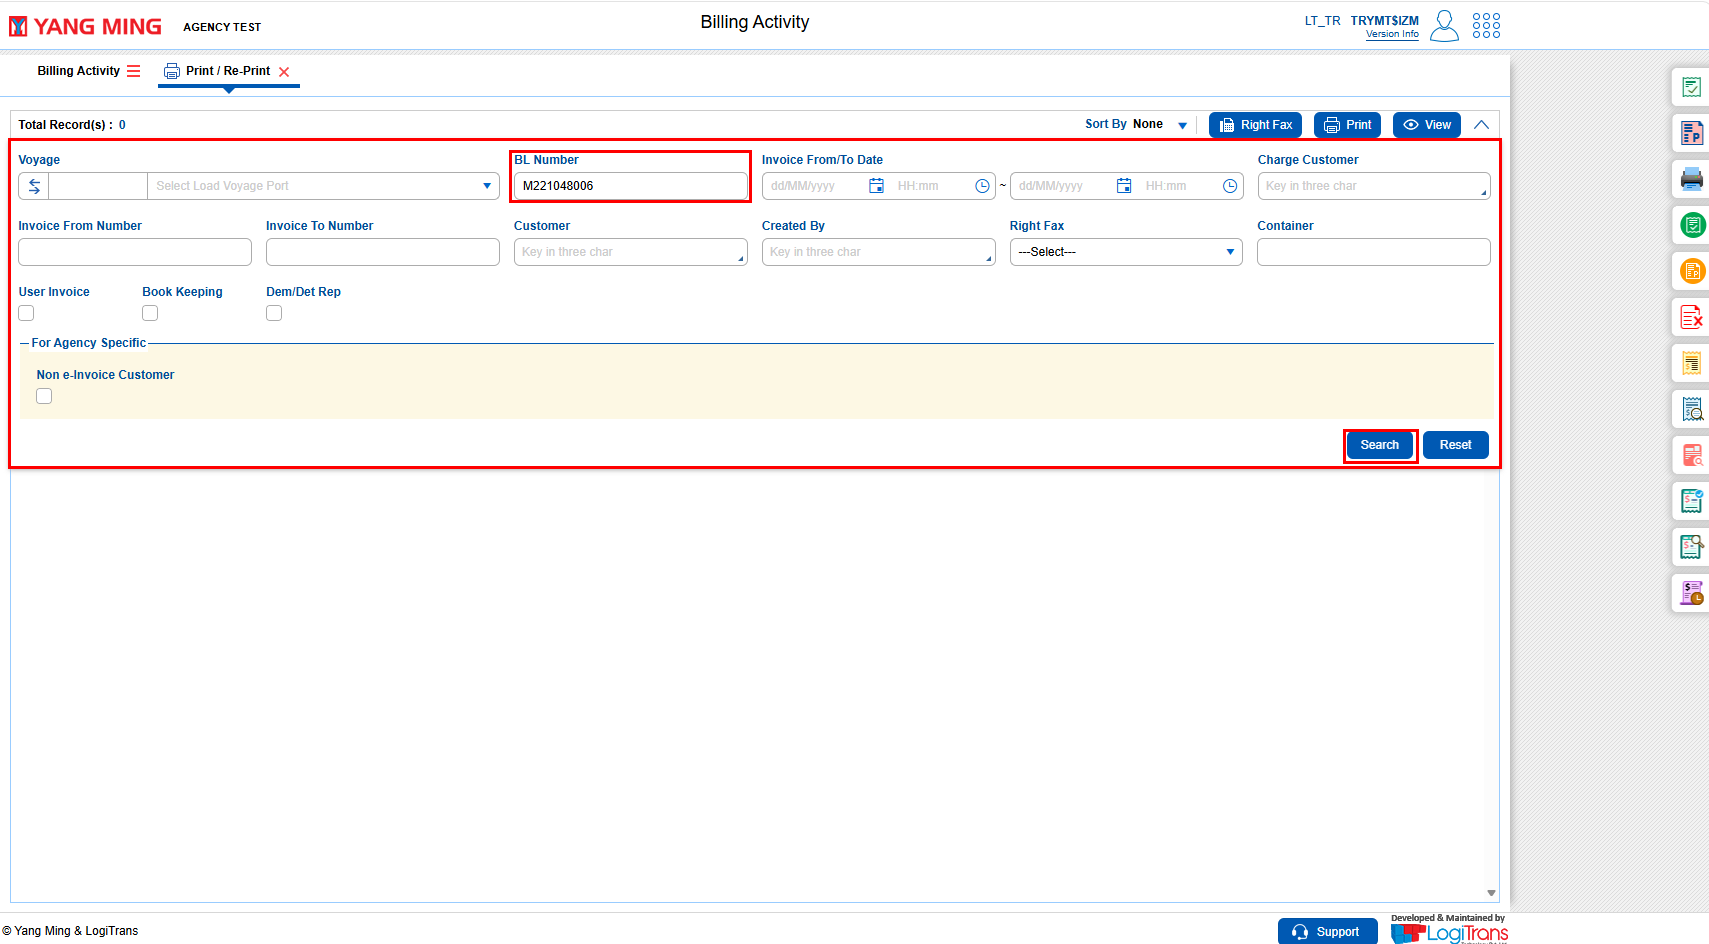 YANG MING AGENCY TEST
Billing Activity
LT_TR TRYMT$IZM
Version Info
Billing Activity
Print / Re-Print
Total Record(s) : 0
Sort By None
Right Fax
Print
View
Voyage
BL Number
Invoice From/To Date
Charge Customer
Select Load Voyage Port
M221048006
dd/MM/yyyy HH:mm ~ dd/MM/yyyy HH:mm
Key in three char
Invoice From Number
Invoice To Number
Customer
Created By
Right Fax
Container
Key in three char
Key in three char
---Select---
User Invoice
Book Keeping
Dem/Det Rep
For Agency Specific
Non e-Invoice Customer
Search
Reset
© Yang Ming & LogiTrans
Support
Developed & Maintained by
LogiTrans